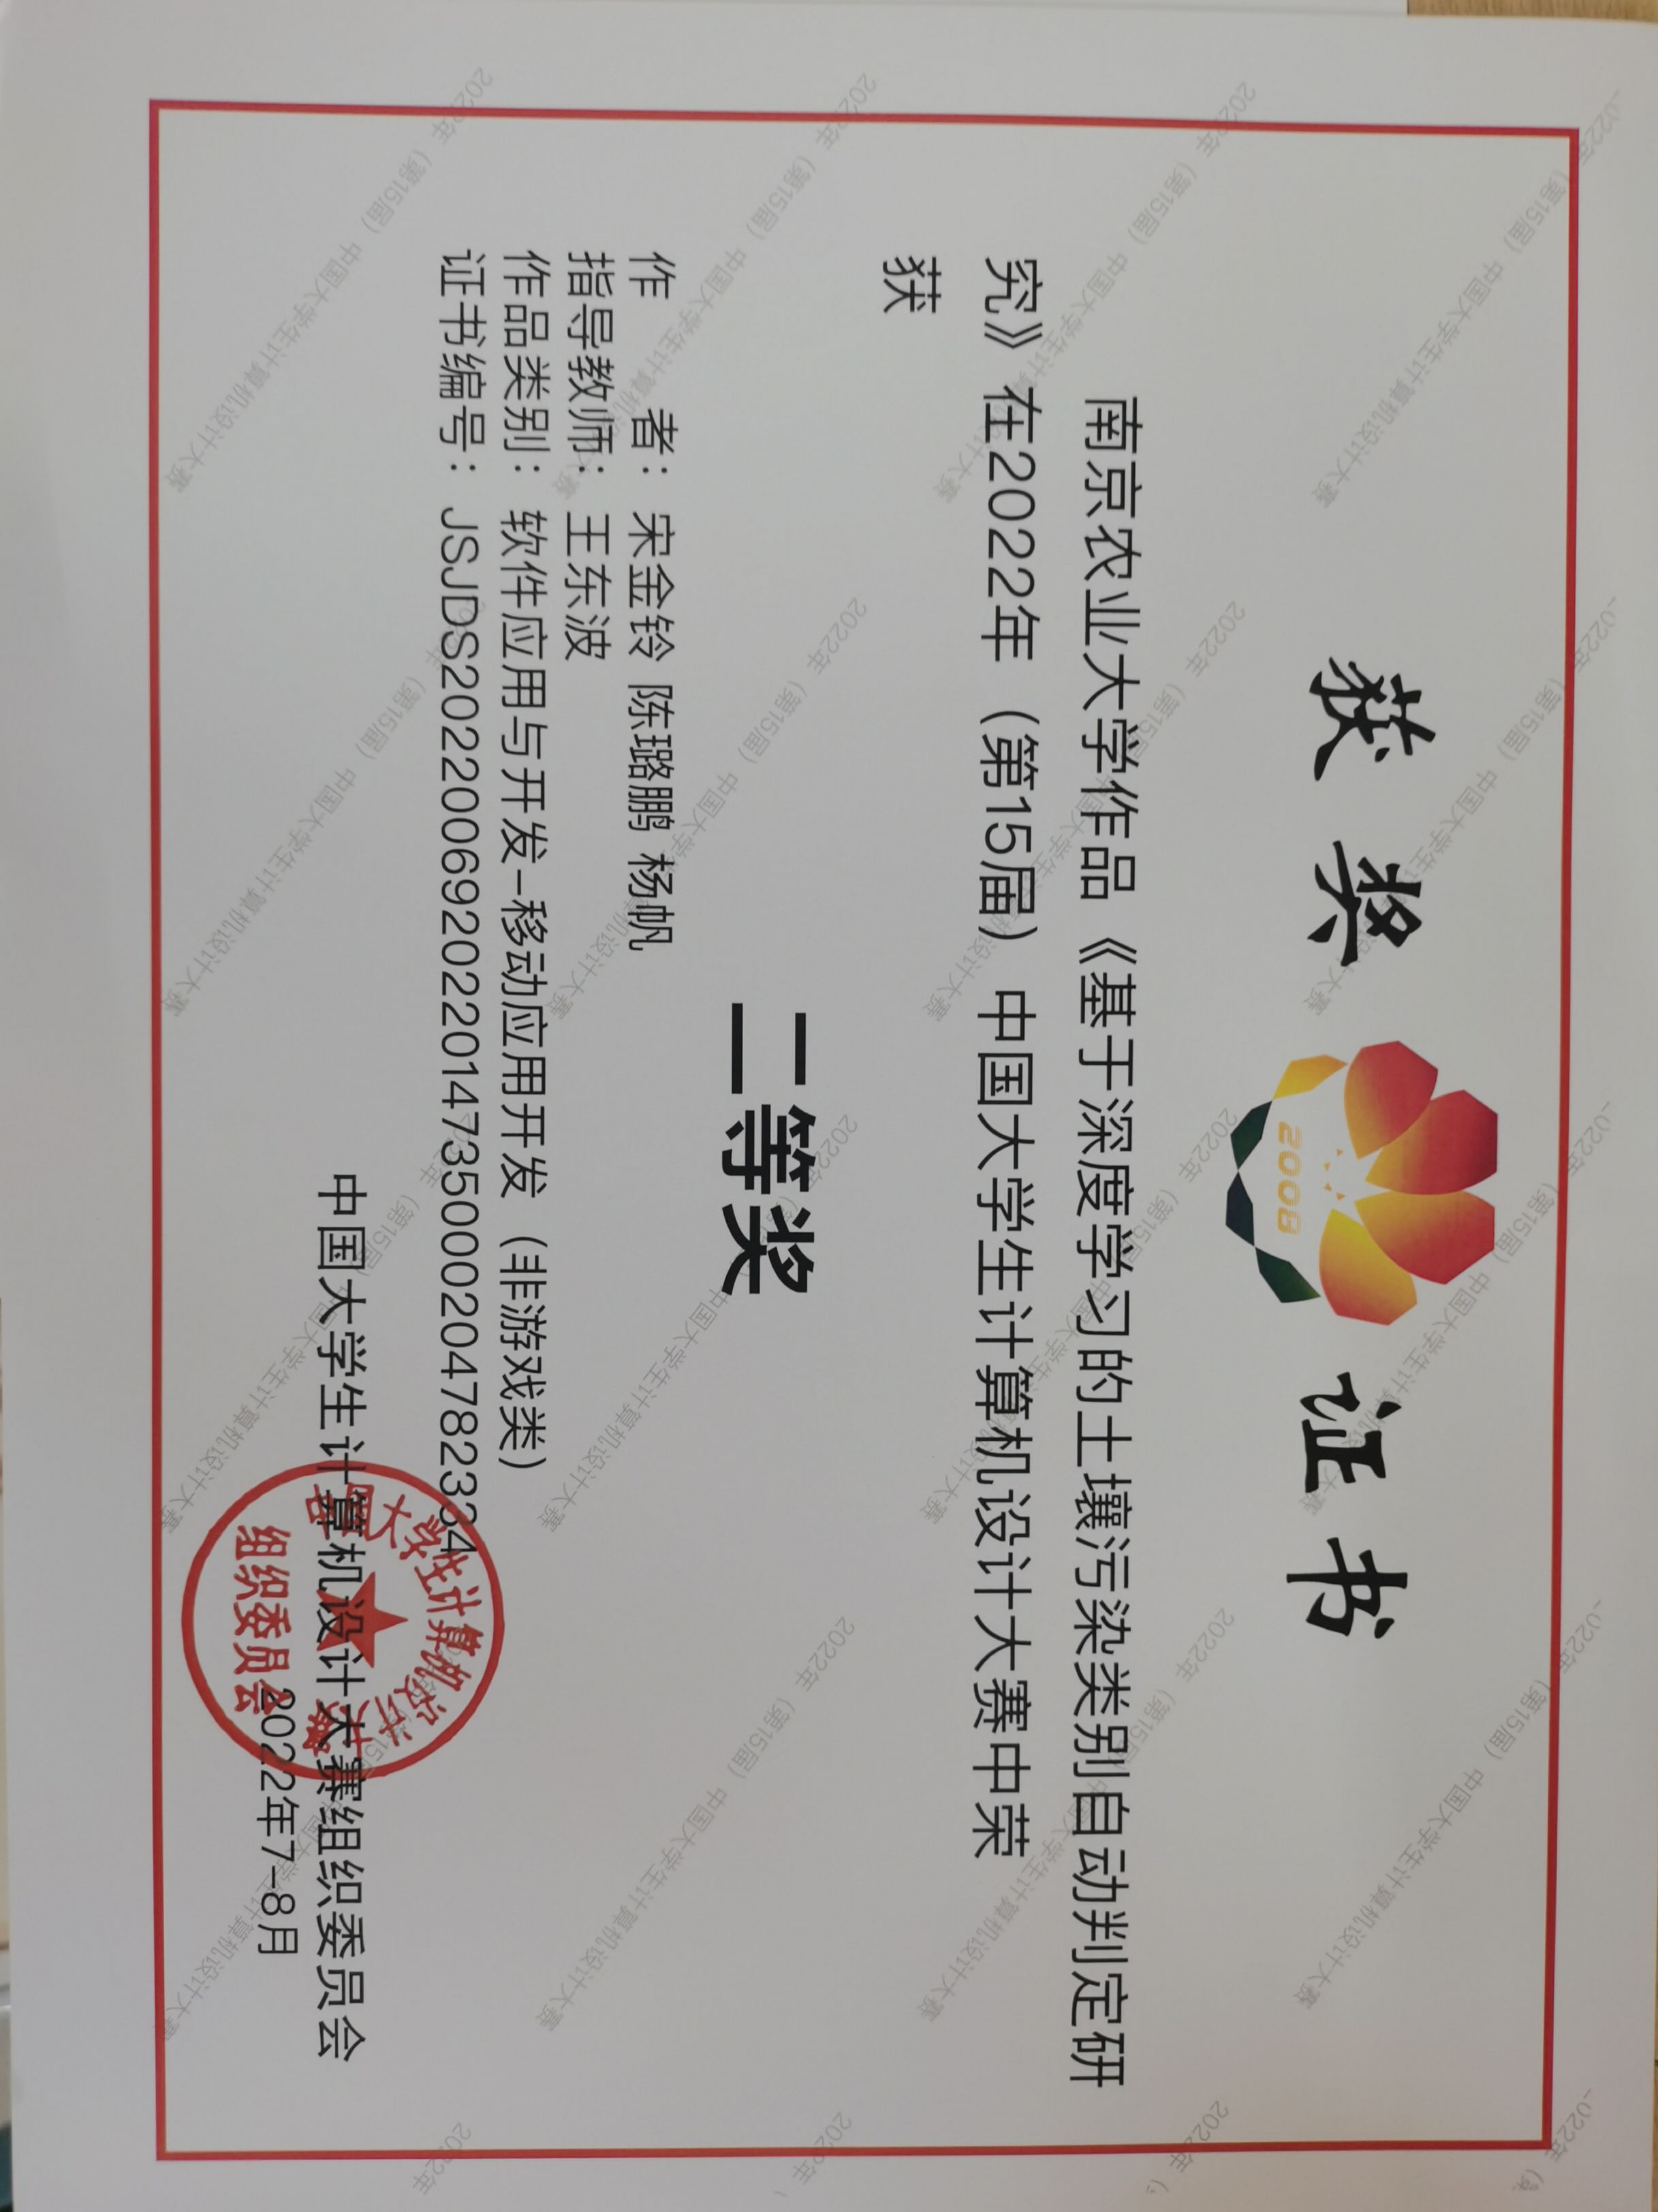 获奖证书
2008
南京农业大学作品《基于深度学习的土壤污染类别自动判定研
究》在2022年（第15届）中国大学生计算机设计大赛中荣
获
二等奖
作 者：宋金铃 陈璐鹏 杨帆
指导教师：王东波
作品类别：软件应用与开发-移动应用开发（非游戏类）
证书编号：JSJDS202200692022014735000204782334
中国大学生计算机设计大赛组织委员会
2022年7-8月
中国大学生计算机设计大赛
组织委员会
2022年（第15届）中国大学生计算机设计大赛